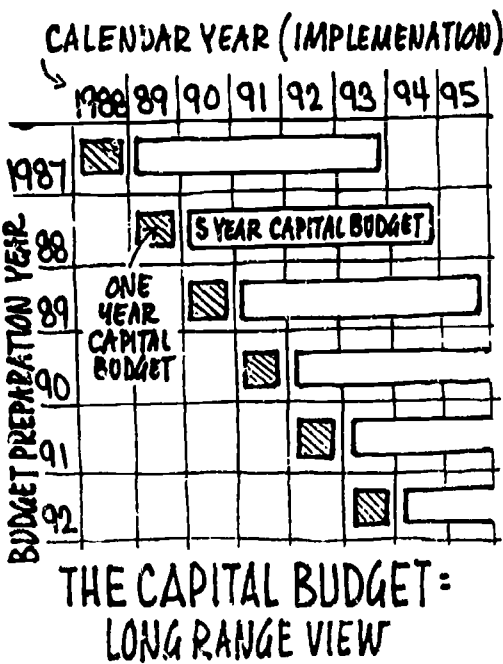 CALENDAR YEAR (IMPLEMENATION)
1988 89 90 91 92 93 94 95
BUDGET PREPARATION YEAR
1987
88
5 YEAR CAPITAL BUDGET
ONE
YEAR
CAPITAL
BUDGET
89
90
91
92
THE CAPITAL BUDGET =
LONG RANGE VIEW